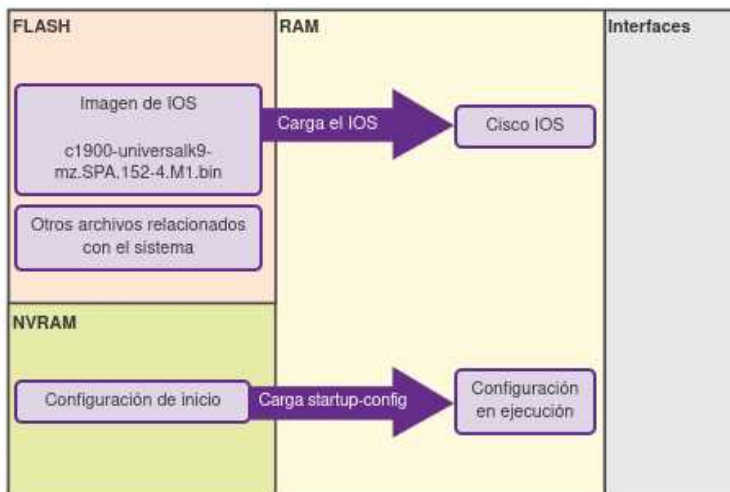 FLASH
RAM
Interfaces
Imagen de IOS
c1900-universalk9-
mz.SPA.152-4.M1.bin
Carga el IOS
Cisco IOS
Otros archivos relacionados
con el sistema
NVRAM
Configuración de inicio
Carga startup-config
Configuración
en ejecución